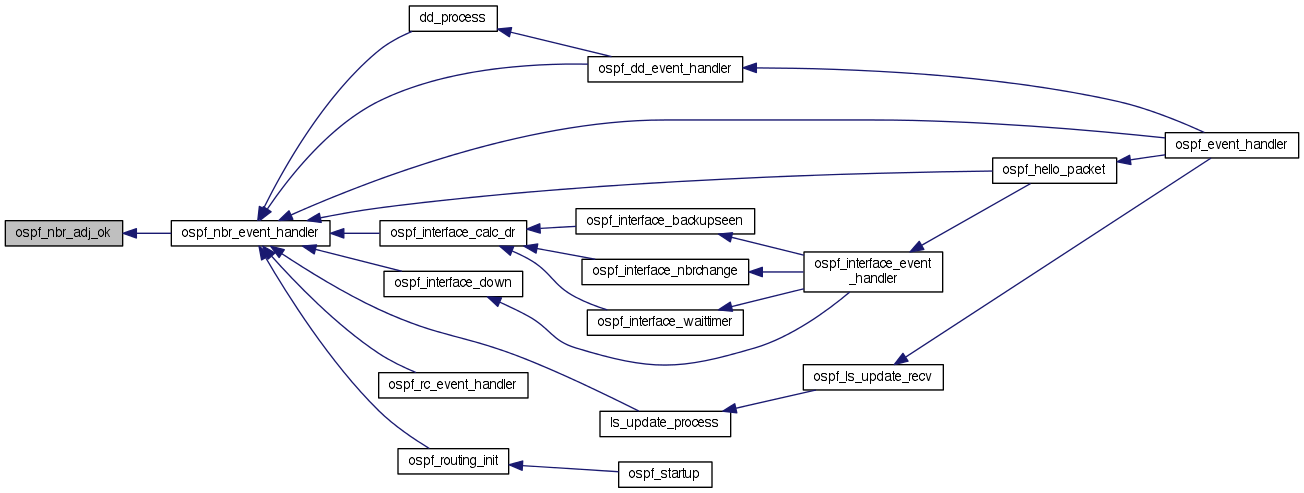 dd_process
ospf_dd_event_handler
ospf_event_handler
ospf_hello_packet
ospf_nbr_adj_ok
ospf_nbr_event_handler
ospf_interface_calc_dr
ospf_interface_backupseen
ospf_interface_down
ospf_interface_nbrchange
ospf_interface_event
_handler
ospf_interface_waittimer
ospf_rc_event_handler
ospf_ls_update_recv
ls_update_process
ospf_routing_init
ospf_startup